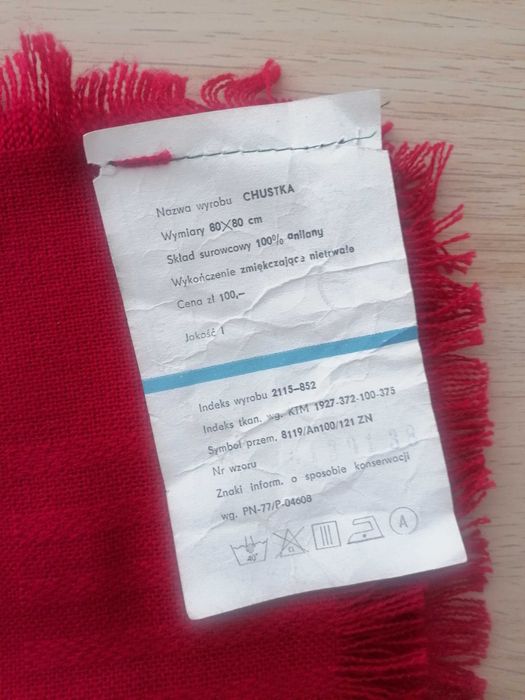 Nazwa wyrobu CHUSTKA
Wymiary 80X80 cm
Skład surowcowy 100% anilany
Wykończenie zmiękczające nietrwałe
Cena zł 100,—
Jakość 1
Indeks wyrobu 2115—852
Indeks tkan. wg. KTM 1927-372-100-375
Symbol przem. 8119/An100/121 ZN
Nr wzoru
Znaki inform. o sposobie konserwacji
wg. PN-77/P-04608
40° Cl A